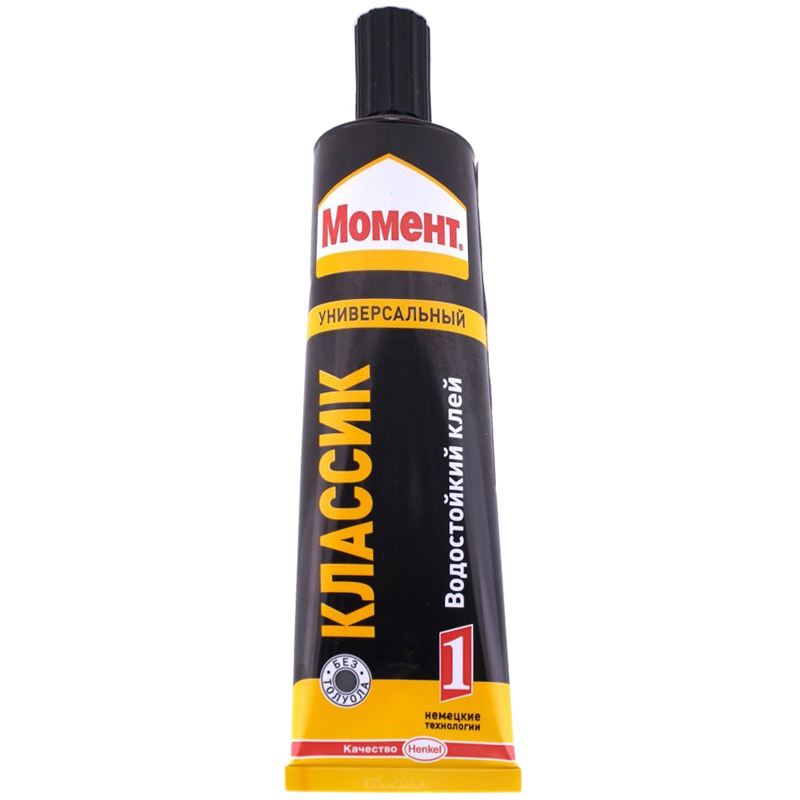 Момент®
УНИВЕРСАЛЬНЫЙ
КЛАССИК
Водостойкий клей
БЕЗ
ТОЛУОЛА
1
немецкие
технологии
Качество Henkel